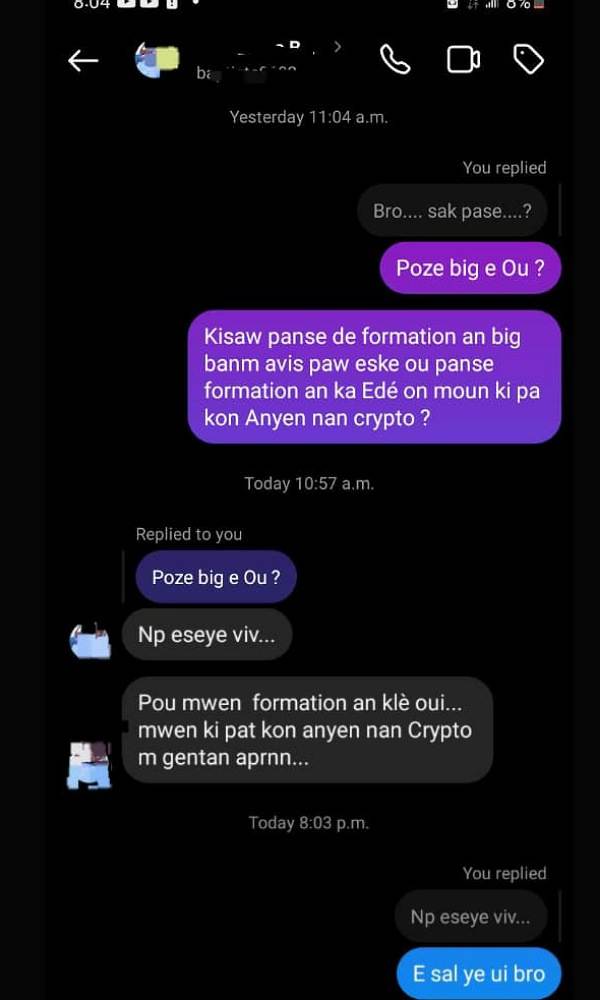 8:04
8%
Yesterday 11:04 a.m.
You replied
Bro.... sak pase....?
Poze big e Ou ?
Kisaw panse de formation an big
banm avis paw eske ou panse
formation an ka Edé on moun ki pa
kon Anyen nan crypto ?
Today 10:57 a.m.
Replied to you
Poze big e Ou ?
Np eseye viv...
Pou mwen formation an klè oui...
mwen ki pat kon anyen nan Crypto
m gentan aprnn...
Today 8:03 p.m.
You replied
Np eseye viv...
E sal ye ui bro